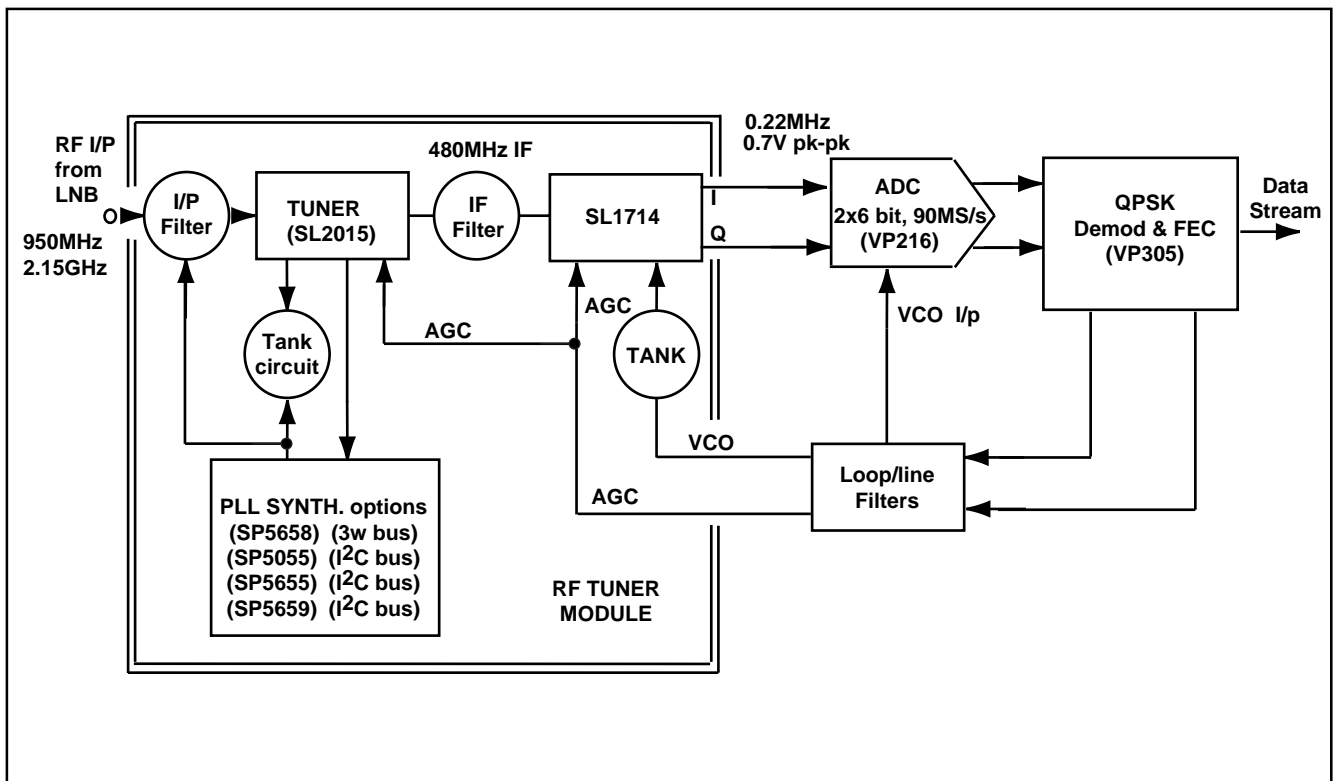 RF I/P
from
LNB
950MHz
2.15GHz
I/P
Filter
TUNER
(SL2015)
480MHz IF
IF
Filter
SL1714
I
Q
0.22MHz
0.7V pk-pk
ADC
2x6 bit, 90MS/s
(VP216)
QPSK
Demod & FEC
(VP305)
Data
Stream
Tank
circuit
AGC
AGC
TANK
VCO I/p
VCO
AGC
Loop/line
Filters
PLL SYNTH. options
(SP5658) (3w bus)
(SP5055) (I2C bus)
(SP5655) (I2C bus)
(SP5659) (I2C bus)
RF TUNER
MODULE